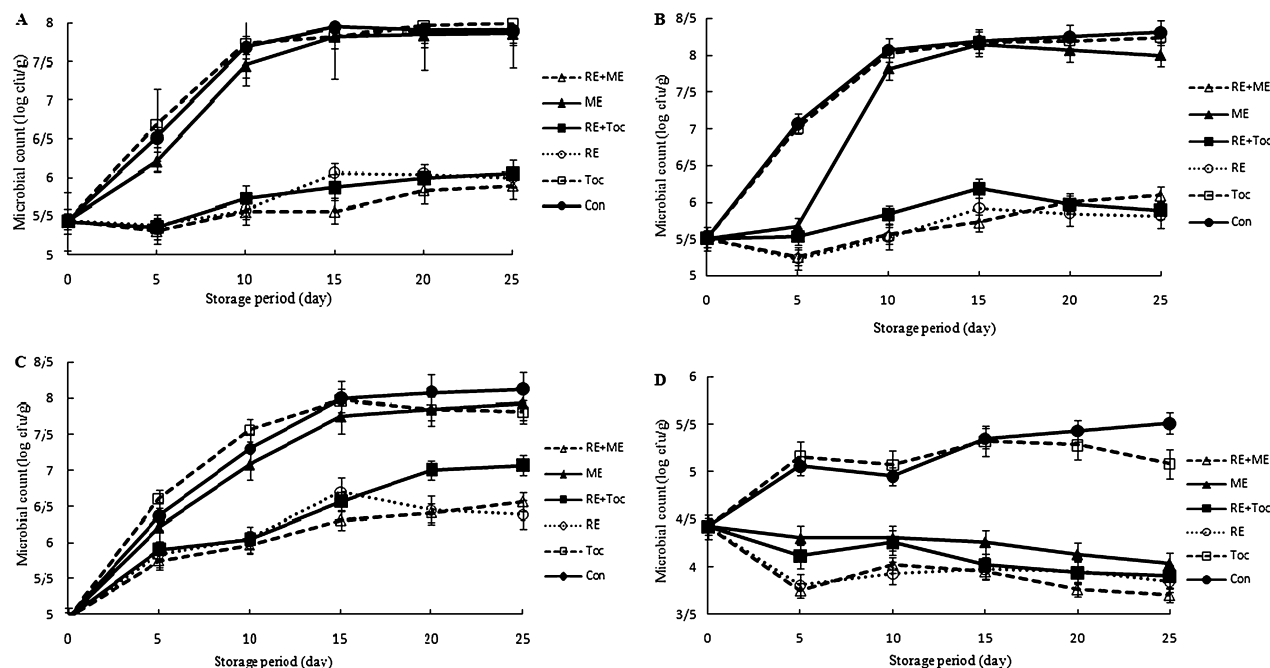 A
Microbial count (log cfu/g)
8
7/5
7
6/5
6
5/5
5
0 5 10 15 20 25
Storage period (day)
RE+ME
ME
RE+Toc
RE
Toc
Con
B
Microbial count (log cfu/g)
8/5
8
7/5
7
6/5
6
5/5
5
0 5 10 15 20 25
Storage period (day)
RE+ME
ME
RE+Toc
RE
Toc
Con
C
Microbial count (log cfu/g)
8/5
8
7/5
7
6/5
6
5/5
5
0 5 10 15 20 25
Storage period (day)
RE+ME
ME
RE+Toc
RE
Toc
Con
D
Microbial count (log cfu/g)
6
5/5
5
4/5
4
3/5
0 5 10 15 20 25
Storage period (day)
RE+ME
ME
RE+Toc
RE
Toc
Con